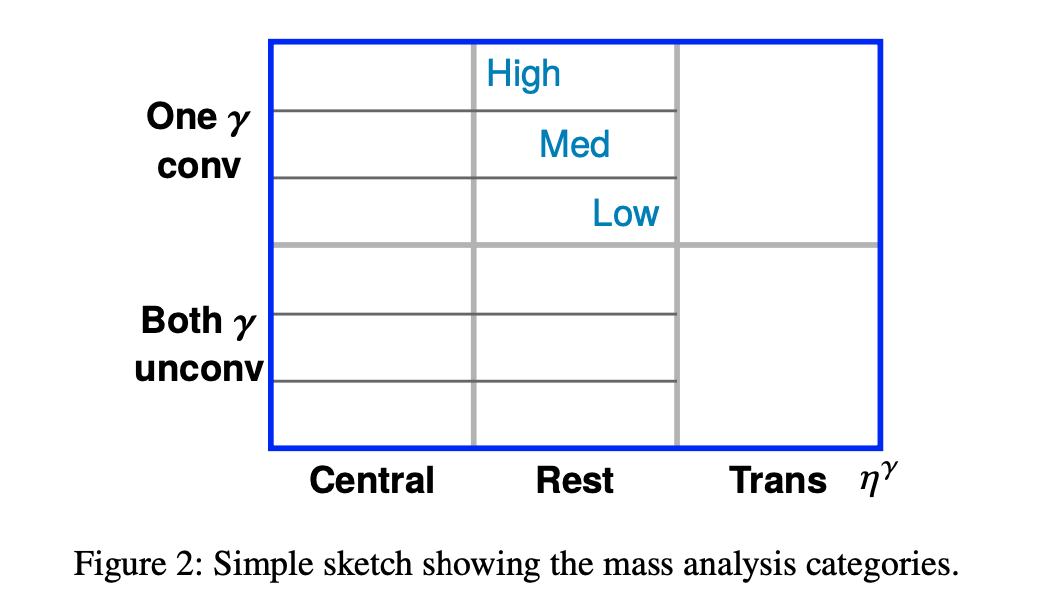 High
One γ
conv
Med
Low
Both γ
unconv
Central Rest Trans η^γ
Figure 2: Simple sketch showing the mass analysis categories.